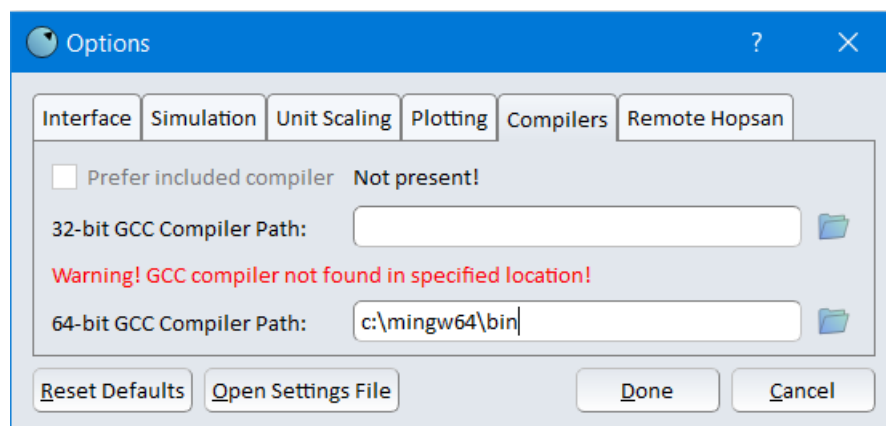 Options ?
Interface Simulation Unit Scaling Plotting Compilers Remote Hopsan
Prefer included compiler Not present!
32-bit GCC Compiler Path:
Warning! GCC compiler not found in specified location!
64-bit GCC Compiler Path: c:\mingw64\bin
Reset Defaults Open Settings File Done Cancel